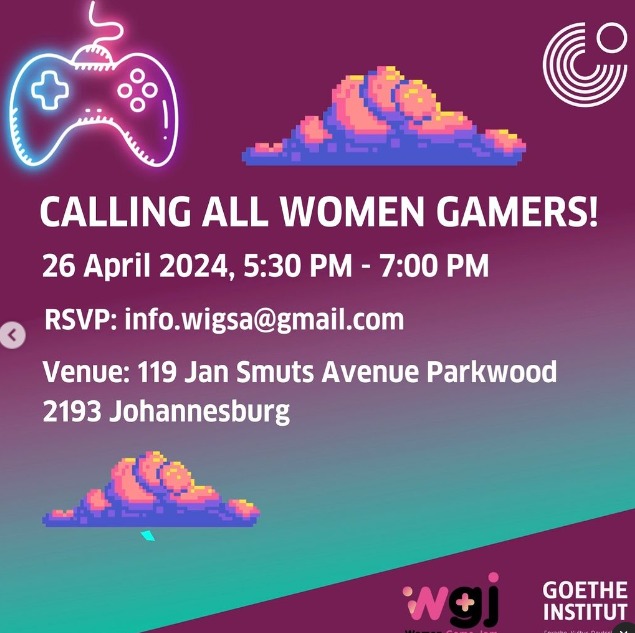 CALLING ALL WOMEN GAMERS!
26 April 2024, 5:30 PM - 7:00 PM
RSVP: info.wigsa@gmail.com
Venue: 119 Jan Smuts Avenue Parkwood
2193 Johannesburg
wgj
GOETHE
INSTITUT